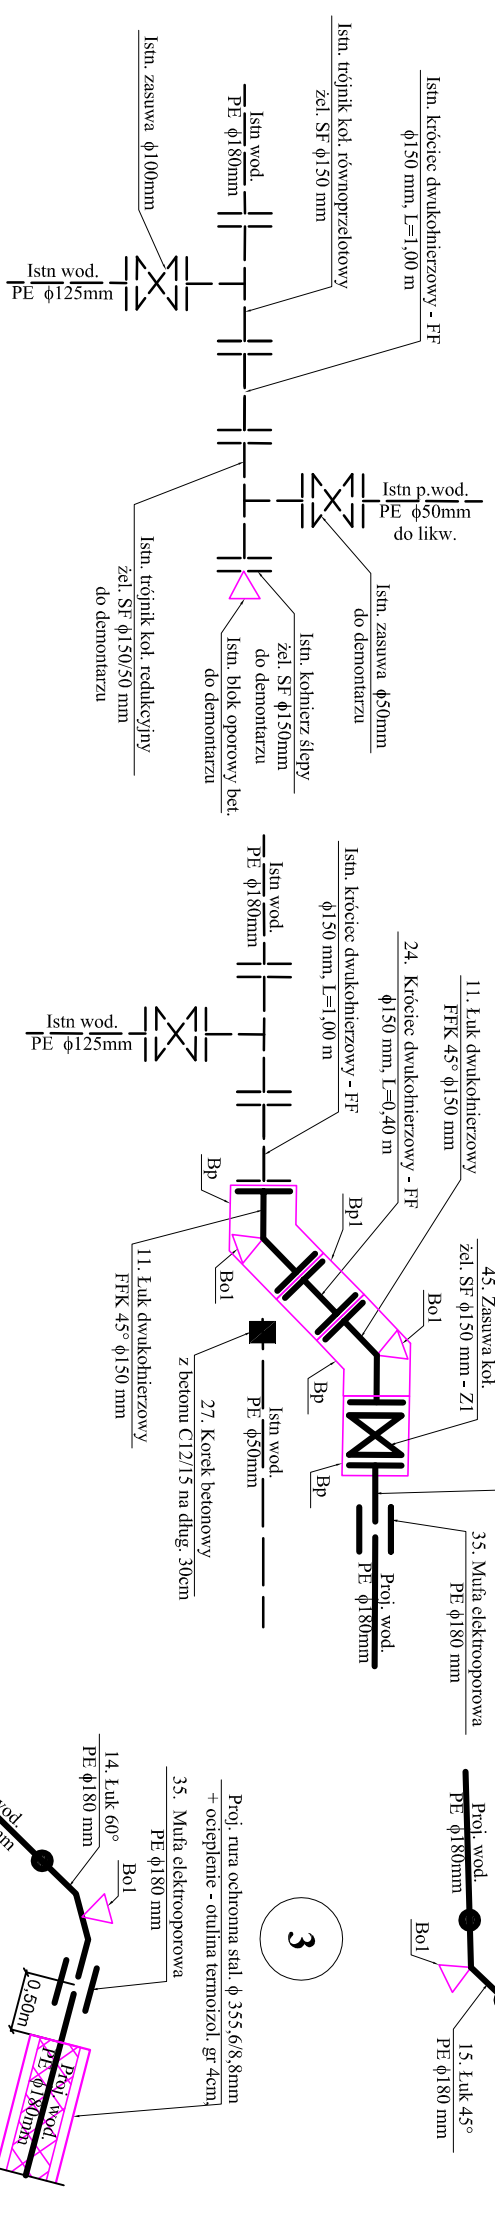 Istn. króciec dwukołnierzowy - FF
ϕ150 mm, L=1,00 m
Istn. trójnik koł. równoprzelotowy
żel. SF ϕ150 mm
Istn wod.
PE ϕ180mm
Istn. zasuwa ϕ100mm
Istn wod.
PE ϕ125mm
Istn p.wod.
PE ϕ50mm
do likw.
Istn. zasuwa ϕ50mm
do demontarzu
Istn. kołnierz ślepy
żel. SF ϕ150mm
do demontarzu
Istn. blok oporowy bet.
do demontarzu
Istn. trójnik koł. redukcyjny
żel. SF ϕ150/50 mm
do demontarzu
Istn wod.
PE ϕ180mm
Istn. króciec dwukołnierzowy - FF
ϕ150 mm, L=1,00 m
24. Króciec dwukołnierzowy - FF
ϕ150 mm, L=0,40 m
11. Łuk dwukołnierzowy
FFK 45° ϕ150 mm
Istn wod.
PE ϕ125mm
45. Zasuwa koł.
żel. SF ϕ150 mm - Z1
Bp
Bp1
Bo1
Bo1
Bp
Bp
11. Łuk dwukołnierzowy
FFK 45° ϕ150 mm
Istn wod.
PE ϕ50mm
27. Korek betonowy
z betonu C12/15 na dług. 30cm
35. Mufa elektrooporowa
PE ϕ180 mm
Proj. wod.
PE ϕ180mm
Proj. wod.
PE ϕ180mm
Bo1
15. Łuk 45°
PE ϕ180 mm
3
Proj. rura ochronna stal. ϕ 355,6/8,8mm
+ ocieplenie - otulina termoizol. gr 4cm,
35. Mufa elektrooporowa
PE ϕ180 mm
14. Łuk 60°
PE ϕ180 mm
Bo1
0,50m
Proj. wod.
PE ϕ180mm